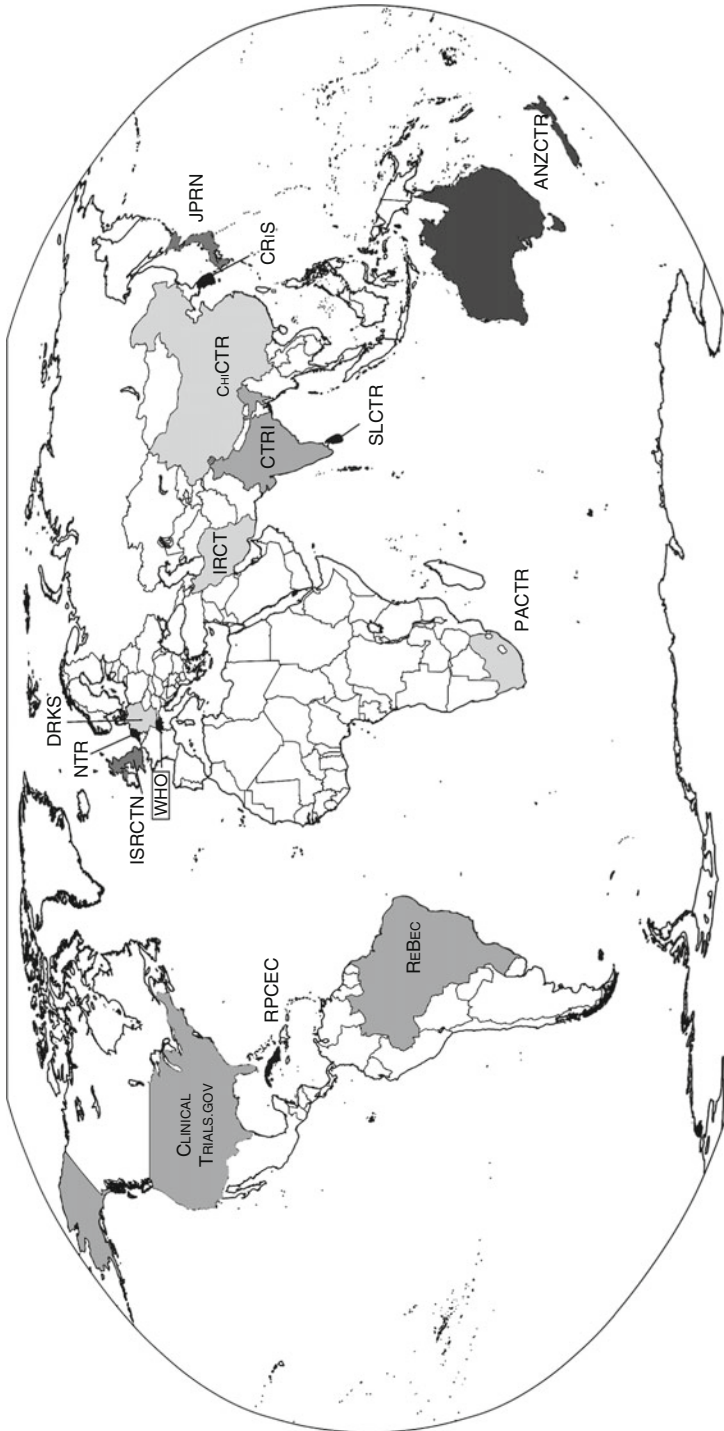 CLINICAL
TRIALS.GOV
RPCEC
REBEC
ISRCTN
WHO
NTR
DRKS
PACTR
IRCT
CTRI
SLCTR
CHICTR
CRIS
JPRN
ANZCTR